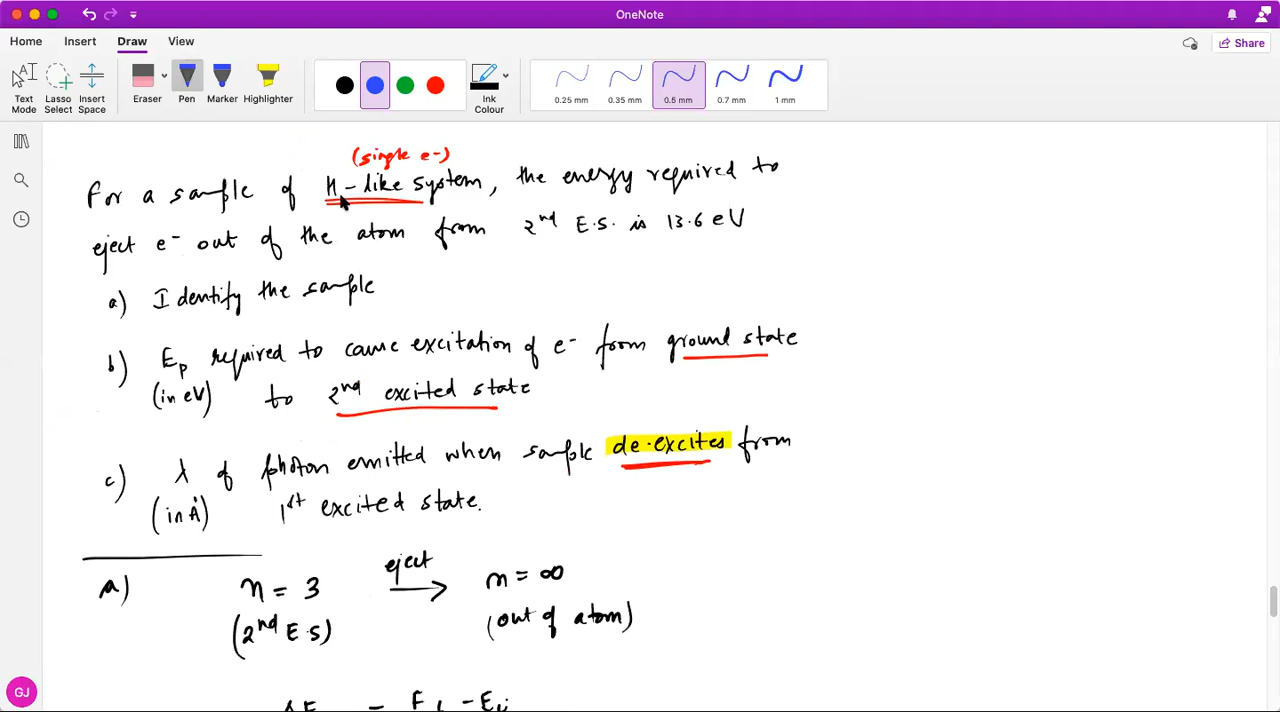 OneNote
Home Insert Draw View
Share
Text Mode
Lasso Select
Insert Space
Eraser
Pen
Marker
Highlighter
Ink Colour
0.25 mm
0.35 mm
0.5 mm
0.7 mm
1 mm
(single e-)
For a sample of H-like system, the energy required to
eject e- out of the atom from 2nd E.S. is 13.6 eV
a) Identify the sample
b) Ep required to cause excitation of e- from ground state
(in eV) to 2nd excited state
c) λ of photon emitted when sample de-excites from
(in Å) 1st excited state.
a) n = 3 eject → n = ∞
(2nd E.S) (out of atom)
GJ